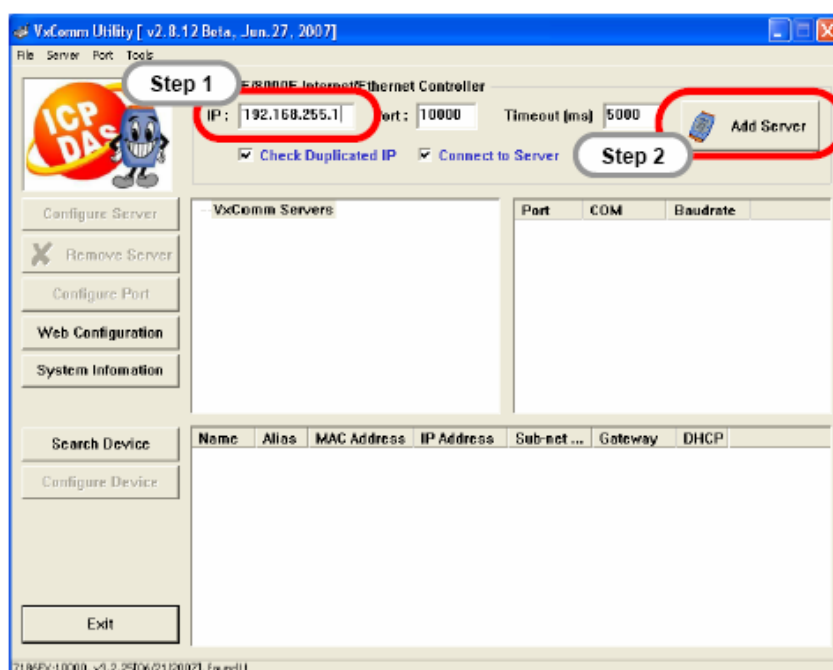 VxComm Utility [ v2.8.12 Beta, Jun.27, 2007]
File Server Port Tools
Step 1
E/8000E Internet/Ethernet Controller
ICP DAS
IP : 192.168.255.1 ort : 10000 Timeout (ms) 5000
Add Server
Check Duplicated IP Connect to Server
Step 2
Configure Server
VxComm Servers
Port COM Baudrate
Remove Server
Configure Port
Web Configuration
System Infomation
Search Device
Name Alias MAC Address IP Address Sub-net ... Gateway DHCP
Configure Device
Exit